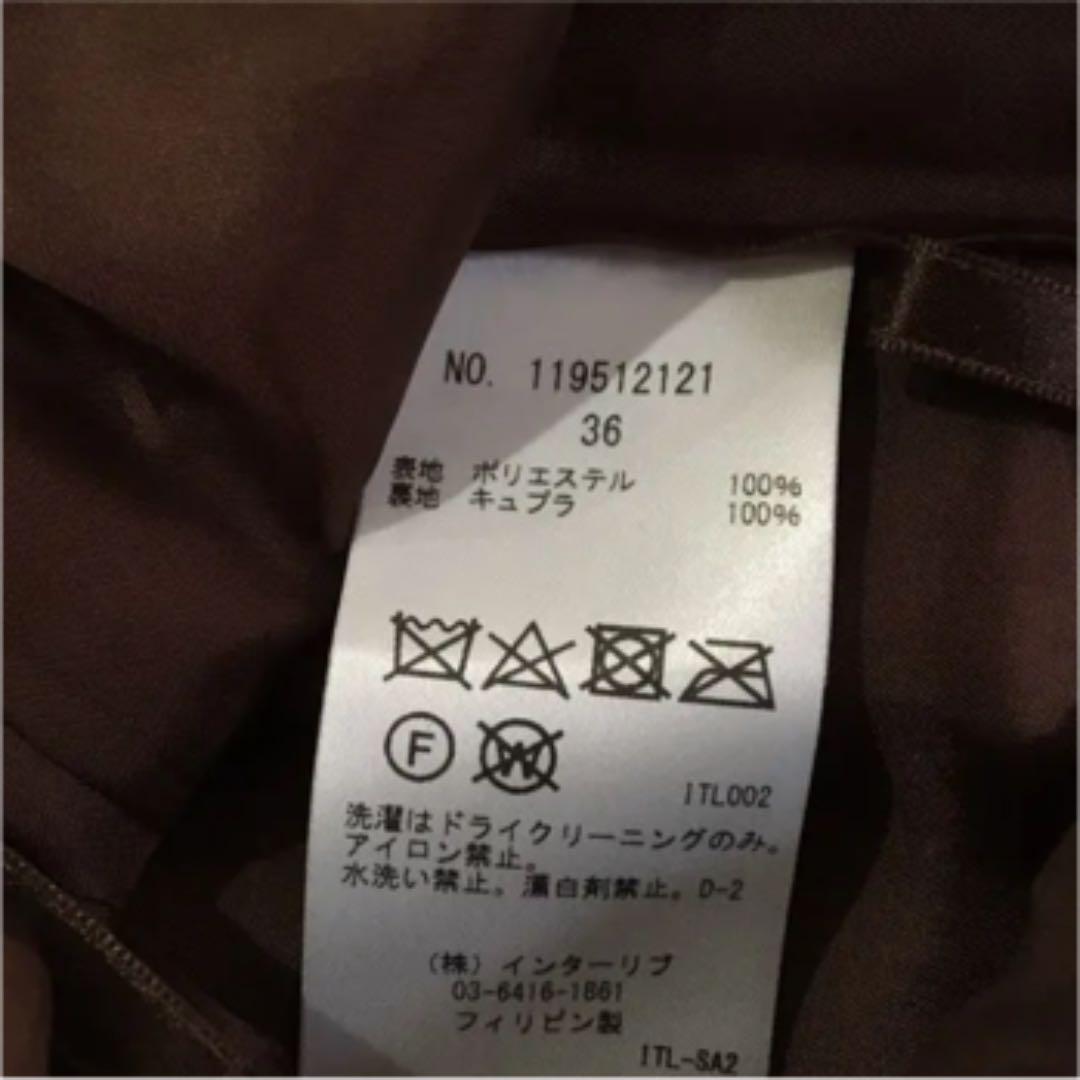 NO. 119512121
36
表地 ポリエステル 100%
裏地 キュプラ 100%
F W
ITL002
洗濯はドライクリーニングのみ。
アイロン禁止。
水洗い禁止。漂白剤禁止。D-2
(株)インターリブ
03-6416-1861
フィリピン製
ITL-SA2